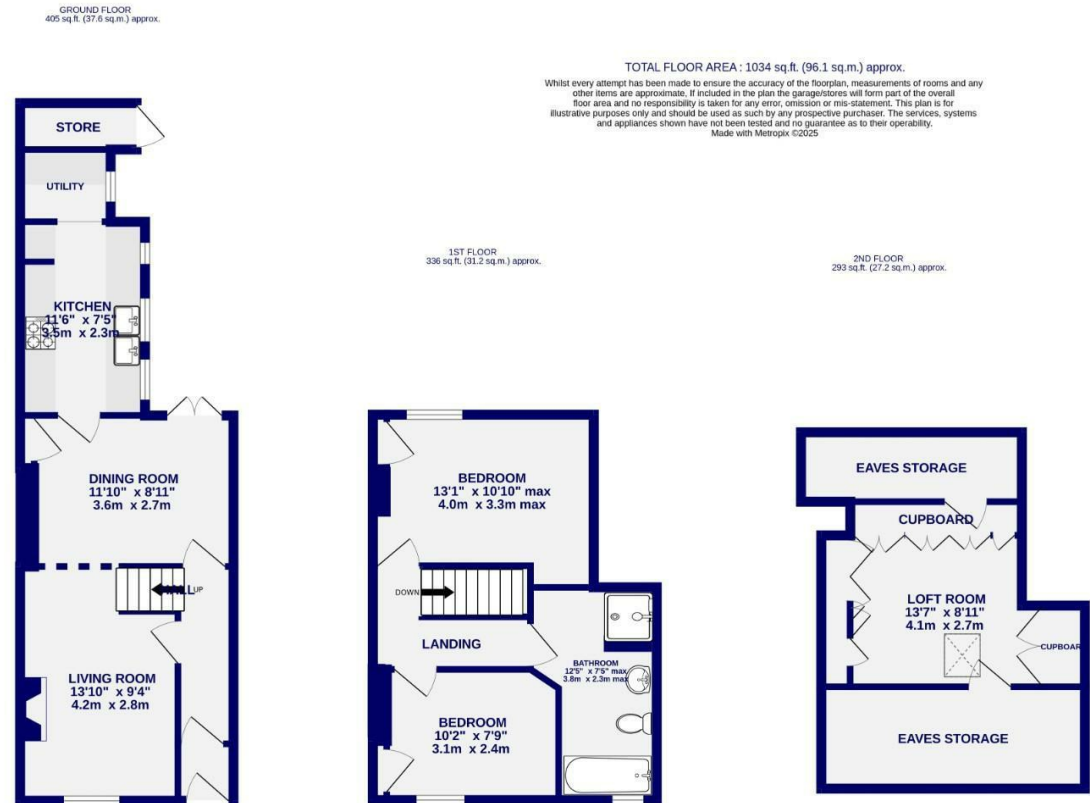 GROUND FLOOR
405 sq.ft. (37.6 sq.m.) approx.
TOTAL FLOOR AREA : 1034 sq.ft. (96.1 sq.m.) approx.
Whilst every attempt has been made to ensure the accuracy of the floorplan, measurements of rooms and any
other items are approximate. If included in the plan the garage/stores will form part of the overall
floor area and no responsibility is taken for any error, omission or mis-statement. This plan is for
illustrative purposes only and should be used as such by any prospective purchaser. The services, systems
and appliances shown have not been tested and no guarantee as to their operability.
Made with Metropix ©2025
STORE
UTILITY
KITCHEN
11'6" x 7'5"
3.5m x 2.3m
DINING ROOM
11'10" x 8'11"
3.6m x 2.7m
UP
LIVING ROOM
13'10" x 9'4"
4.2m x 2.8m
1ST FLOOR
336 sq.ft. (31.2 sq.m.) approx.
BEDROOM
13'1" x 10'10" max
4.0m x 3.3m max
DOWN
LANDING
BATHROOM
12'5" x 7'5" max
3.8m x 2.3m max
BEDROOM
10'2" x 7'9"
3.1m x 2.4m
2ND FLOOR
293 sq.ft. (27.2 sq.m.) approx.
EAVES STORAGE
CUPBOARD
LOFT ROOM
13'7" x 8'11"
4.1m x 2.7m
CUPBOARD
EAVES STORAGE